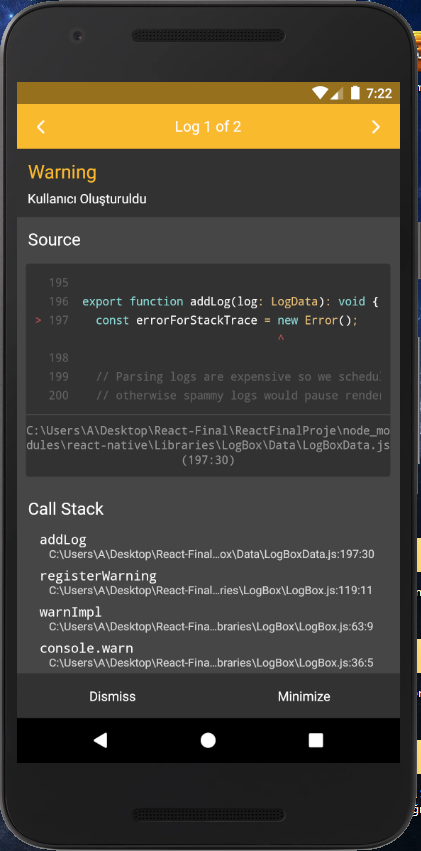 7:22
Log 1 of 2
Warning
Kullanıcı Oluşturuldu
Source
195
196 export function addLog(log: LogData): void {
> 197 const errorForStackTrace = new Error();
^
198
199 // Parsing logs are expensive so we schedul
200 // otherwise spammy logs would pause render
C:\Users\A\Desktop\React-Final\ReactFinalProje\node_mo
dules\react-native\Libraries\LogBox\Data\LogBoxData.js
(197:30)
Call Stack
addLog
C:\Users\A\Desktop\React-Final…ox\Data\LogBoxData.js:197:30
registerWarning
C:\Users\A\Desktop\React-Final…ries\LogBox\LogBox.js:119:11
warnImpl
C:\Users\A\Desktop\React-Fina…braries\LogBox\LogBox.js:63:9
console.warn
C:\Users\A\Desktop\React-Fina…braries\LogBox\LogBox.js:36:5
Dismiss Minimize